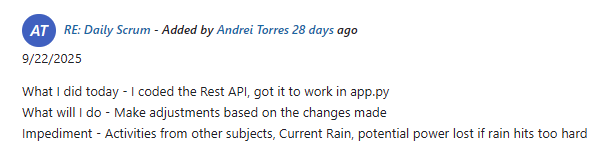 AT RE: Daily Scrum - Added by Andrei Torres 28 days ago
9/22/2025
What I did today - I coded the Rest API, got it to work in app.py
What will I do - Make adjustments based on the changes made
Impediment - Activities from other subjects, Current Rain, potential power lost if rain hits too hard